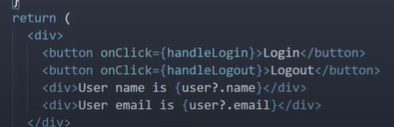 }
return (
<div>
<button onClick={handleLogin}>Login</button>
<button onClick={handleLogout}>Logout</button>
<div>User name is {user?.name}</div>
<div>User email is {user?.email}</div>
</div>